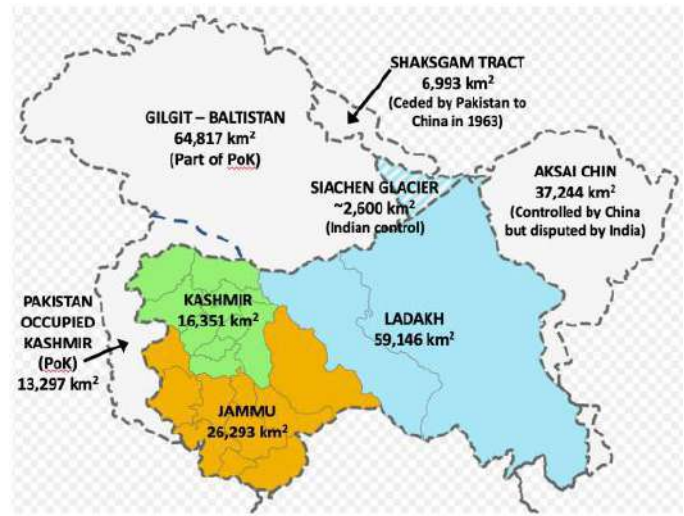 SHAKSGAM TRACT
6,993 km²
(Ceded by Pakistan to
China in 1963)
GILGIT – BALTISTAN
64,817 km²
(Part of PoK)
AKSAI CHIN
37,244 km²
(Controlled by China
but disputed by India)
SIACHEN GLACIER
~2,600 km²
(Indian control)
KASHMIR
16,351 km²
LADAKH
59,146 km²
PAKISTAN
OCCUPIED
KASHMIR
(PoK)
13,297 km²
JAMMU
26,293 km²